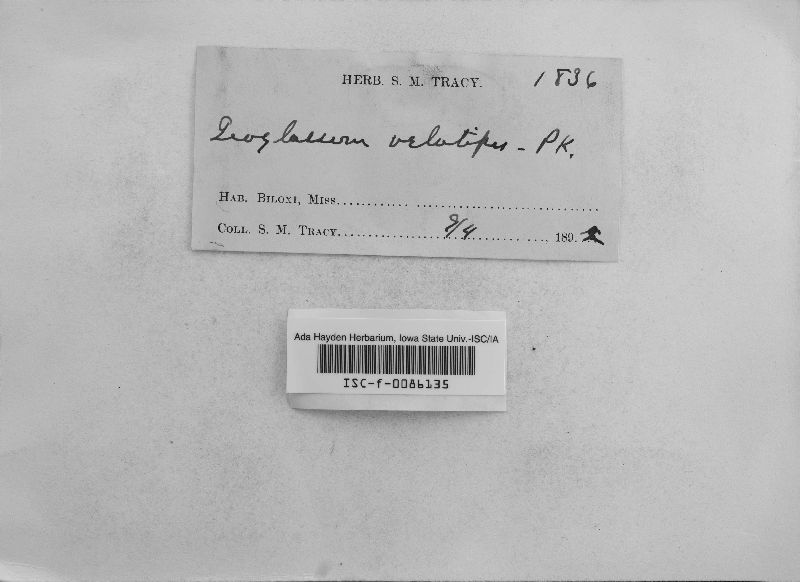 HERB. S. M. TRACY. 1836
Geoglossum velutipes - PK.
HAB. BILOXI, MISS.
COLL. S. M. TRACY. 9/4, 189
Ada Hayden Herbarium, Iowa State Univ.-ISC/IA
ISC-f-0086135